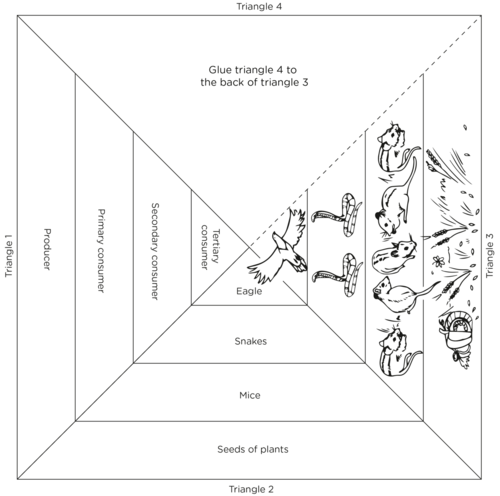 Triangle 4
Glue triangle 4 to
the back of triangle 3
Triangle 1
Producer
Primary consumer
Secondary consumer
Tertiary
consumer
Eagle
Snakes
Mice
Seeds of plants
Triangle 3
Triangle 2